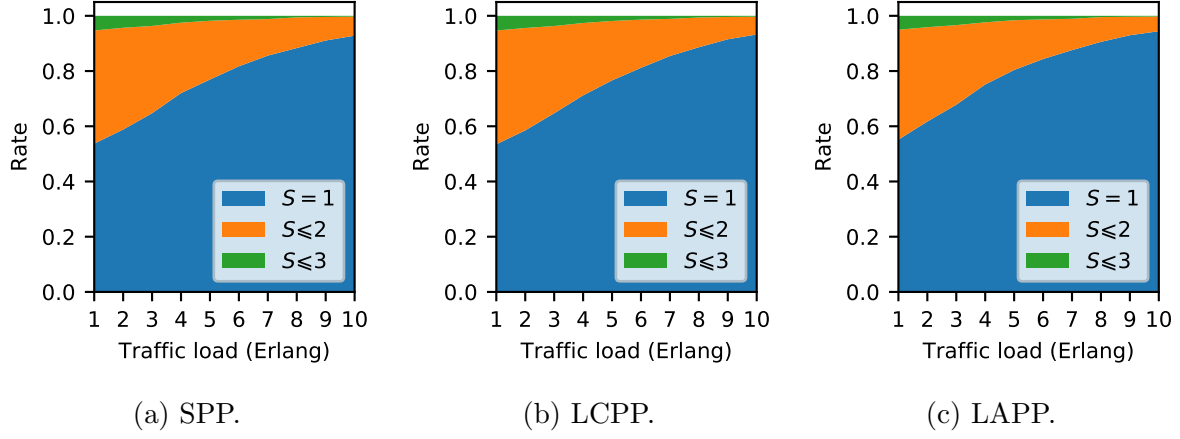 1.0
0.8
0.6
0.4
0.2
0.0
Rate
S = 1
S⩽2
S⩽3
1 2 3 4 5 6 7 8 9 10
Traffic load (Erlang)
(a) SPP.
1.0
0.8
0.6
0.4
0.2
0.0
Rate
S = 1
S⩽2
S⩽3
1 2 3 4 5 6 7 8 9 10
Traffic load (Erlang)
(b) LCPP.
1.0
0.8
0.6
0.4
0.2
0.0
Rate
S = 1
S⩽2
S⩽3
1 2 3 4 5 6 7 8 9 10
Traffic load (Erlang)
(c) LAPP.